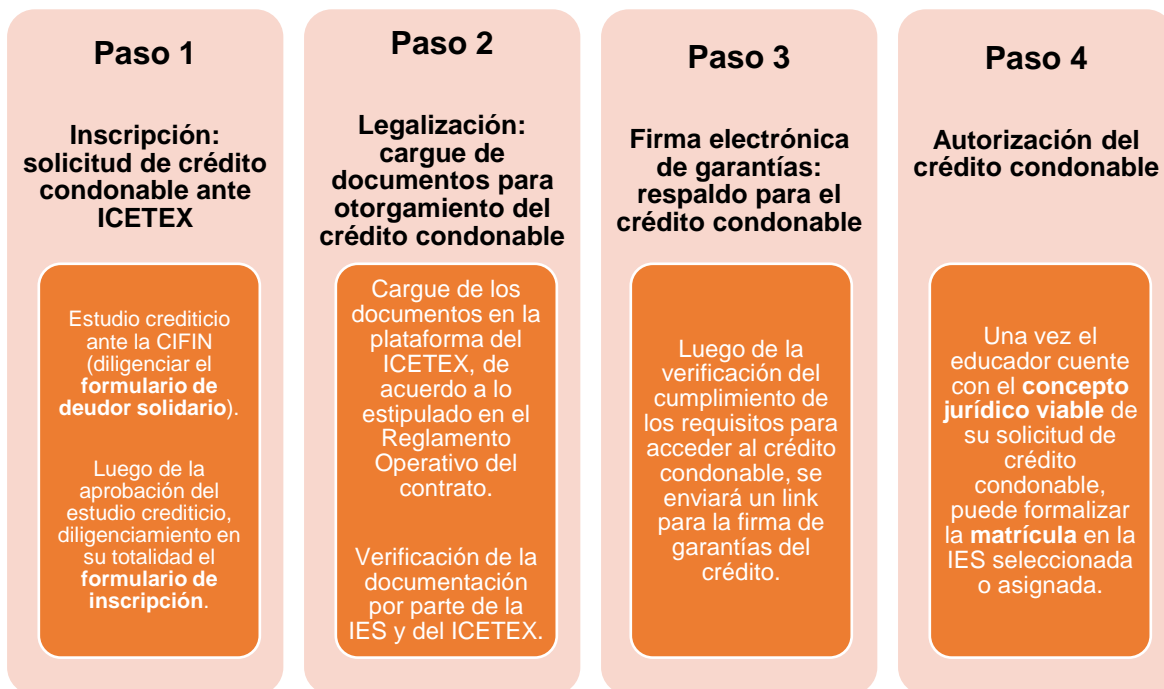 Paso 1
Inscripción:
solicitud de crédito
condonable ante
ICETEX
Estudio crediticio
ante la CIFIN
(diligenciar el
formulario de
deudor solidario).
Luego de la
aprobación del
estudio crediticio,
diligenciamiento en
su totalidad el
formulario de
inscripción.
Paso 2
Legalización:
cargue de
documentos para
otorgamiento del
crédito condonable
Cargue de los
documentos en la
plataforma del
ICETEX, de
acuerdo a lo
estipulado en el
Reglamento
Operativo del
contrato.
Verificación de la
documentación
por parte de la
IES y del ICETEX.
Paso 3
Firma electrónica
de garantías:
respaldo para el
crédito condonable
Luego de la
verificación del
cumplimiento de
los requisitos para
acceder al crédito
condonable, se
enviará un link
para la firma de
garantías del
crédito.
Paso 4
Autorización del
crédito condonable
Una vez el
educador cuente
con el concepto
jurídico viable de
su solicitud de
crédito
condonable,
puede formalizar
la matrícula en la
IES seleccionada
o asignada.